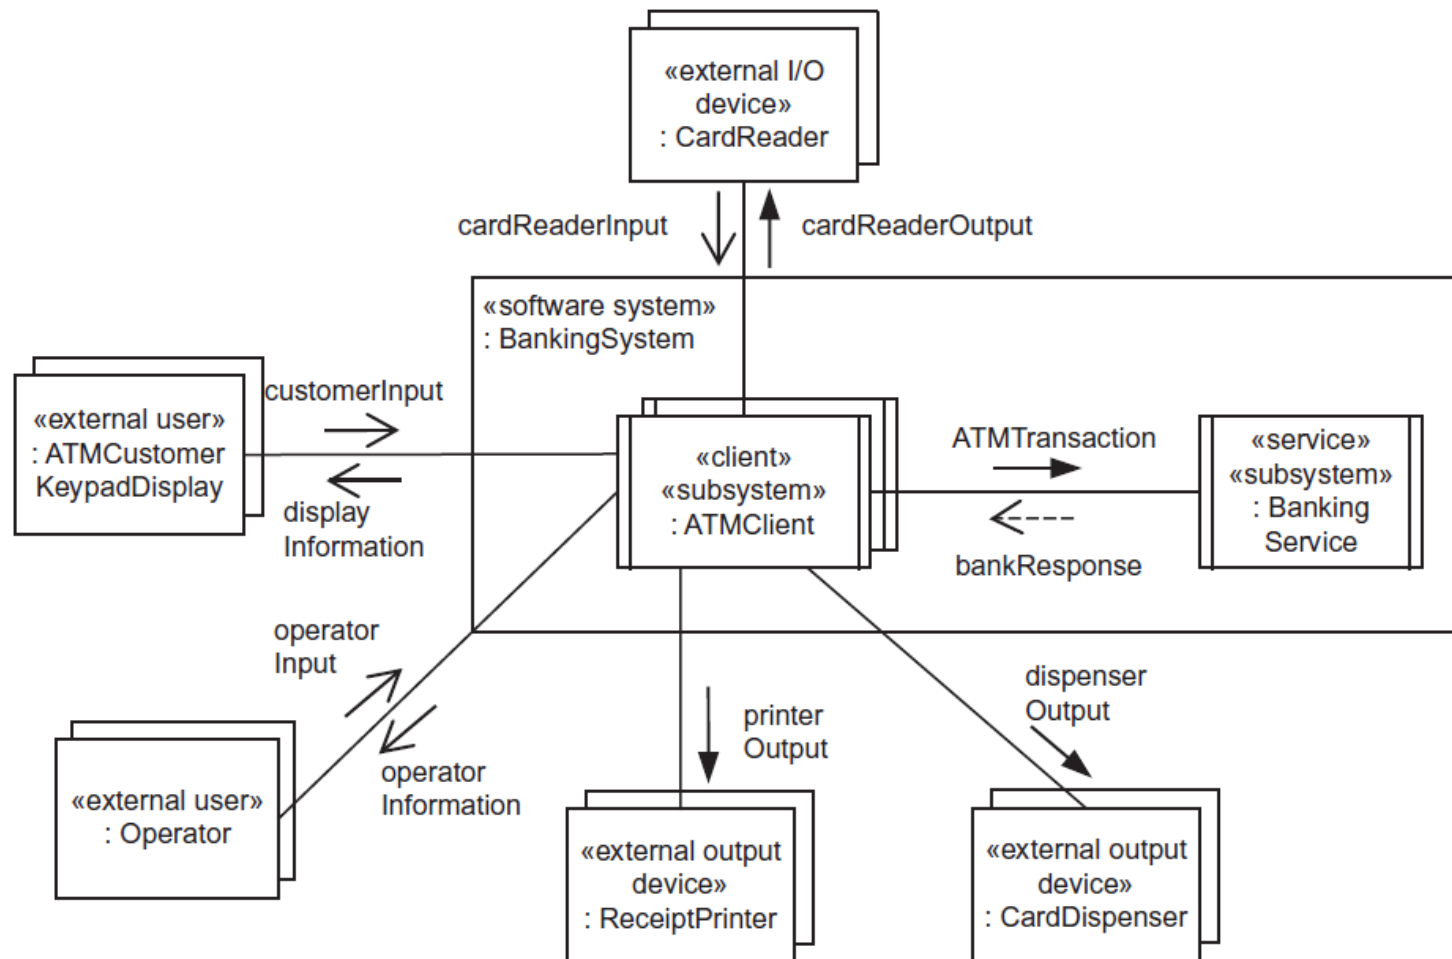 «external I/O
device»
: CardReader
cardReaderInput
cardReaderOutput
«software system»
: BankingSystem
«external user»
: ATMCustomer
KeypadDisplay
customerInput
display
Information
«client»
«subsystem»
: ATMClient
ATMTransaction
bankResponse
«service»
«subsystem»
: Banking
Service
operator
Input
operator
Information
«external user»
: Operator
printer
Output
dispenser
Output
«external output
device»
: ReceiptPrinter
«external output
device»
: CardDispenser